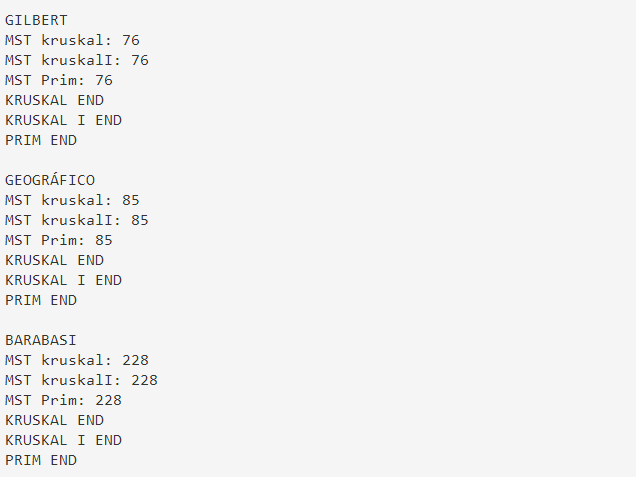 GILBERT
MST kruskal: 76
MST kruskalI: 76
MST Prim: 76
KRUSKAL END
KRUSKAL I END
PRIM END

GEOGRÁFICO
MST kruskal: 85
MST kruskalI: 85
MST Prim: 85
KRUSKAL END
KRUSKAL I END
PRIM END

BARABASI
MST kruskal: 228
MST kruskalI: 228
MST Prim: 228
KRUSKAL END
KRUSKAL I END
PRIM END